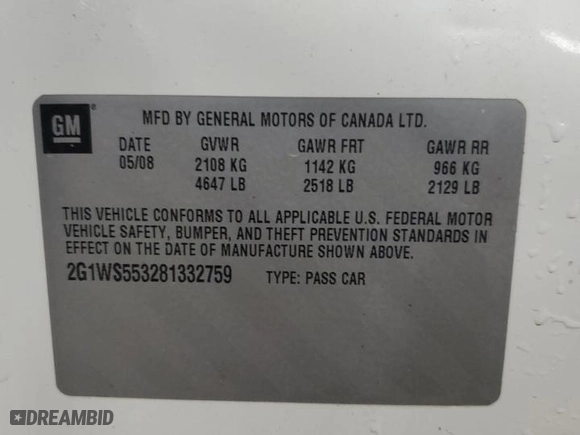 GM
MFD BY GENERAL MOTORS OF CANADA LTD.
DATE GVWR GAWR FRT GAWR RR
05/08 2108 KG 1142 KG 966 KG
4647 LB 2518 LB 2129 LB
THIS VEHICLE CONFORMS TO ALL APPLICABLE U.S. FEDERAL MOTOR
VEHICLE SAFETY, BUMPER, AND THEFT PREVENTION STANDARDS IN
EFFECT ON THE DATE OF MANUFACTURE SHOWN ABOVE.
2G1WS553281332759 TYPE: PASS CAR
DREAMBID